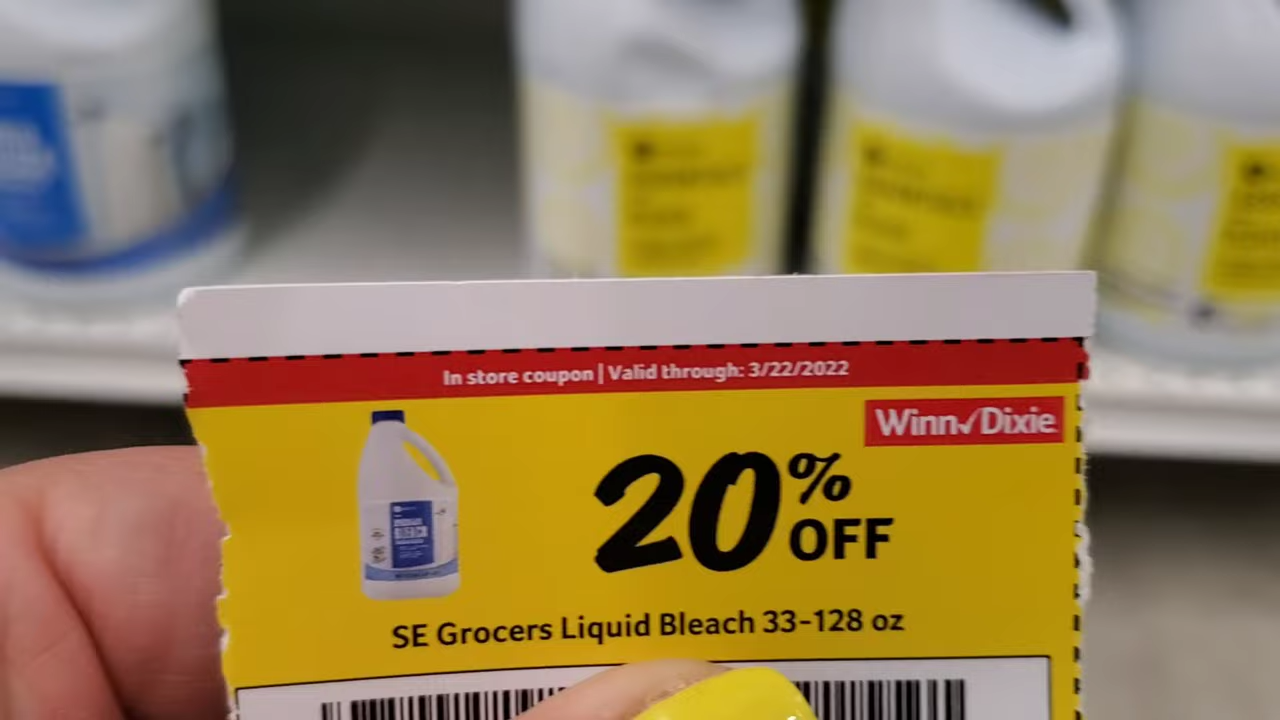 In store coupon | Valid through: 3/22/2022
Winn✓Dixie
20%
OFF
BLEACH
SE Grocers Liquid Bleach 33-128 oz